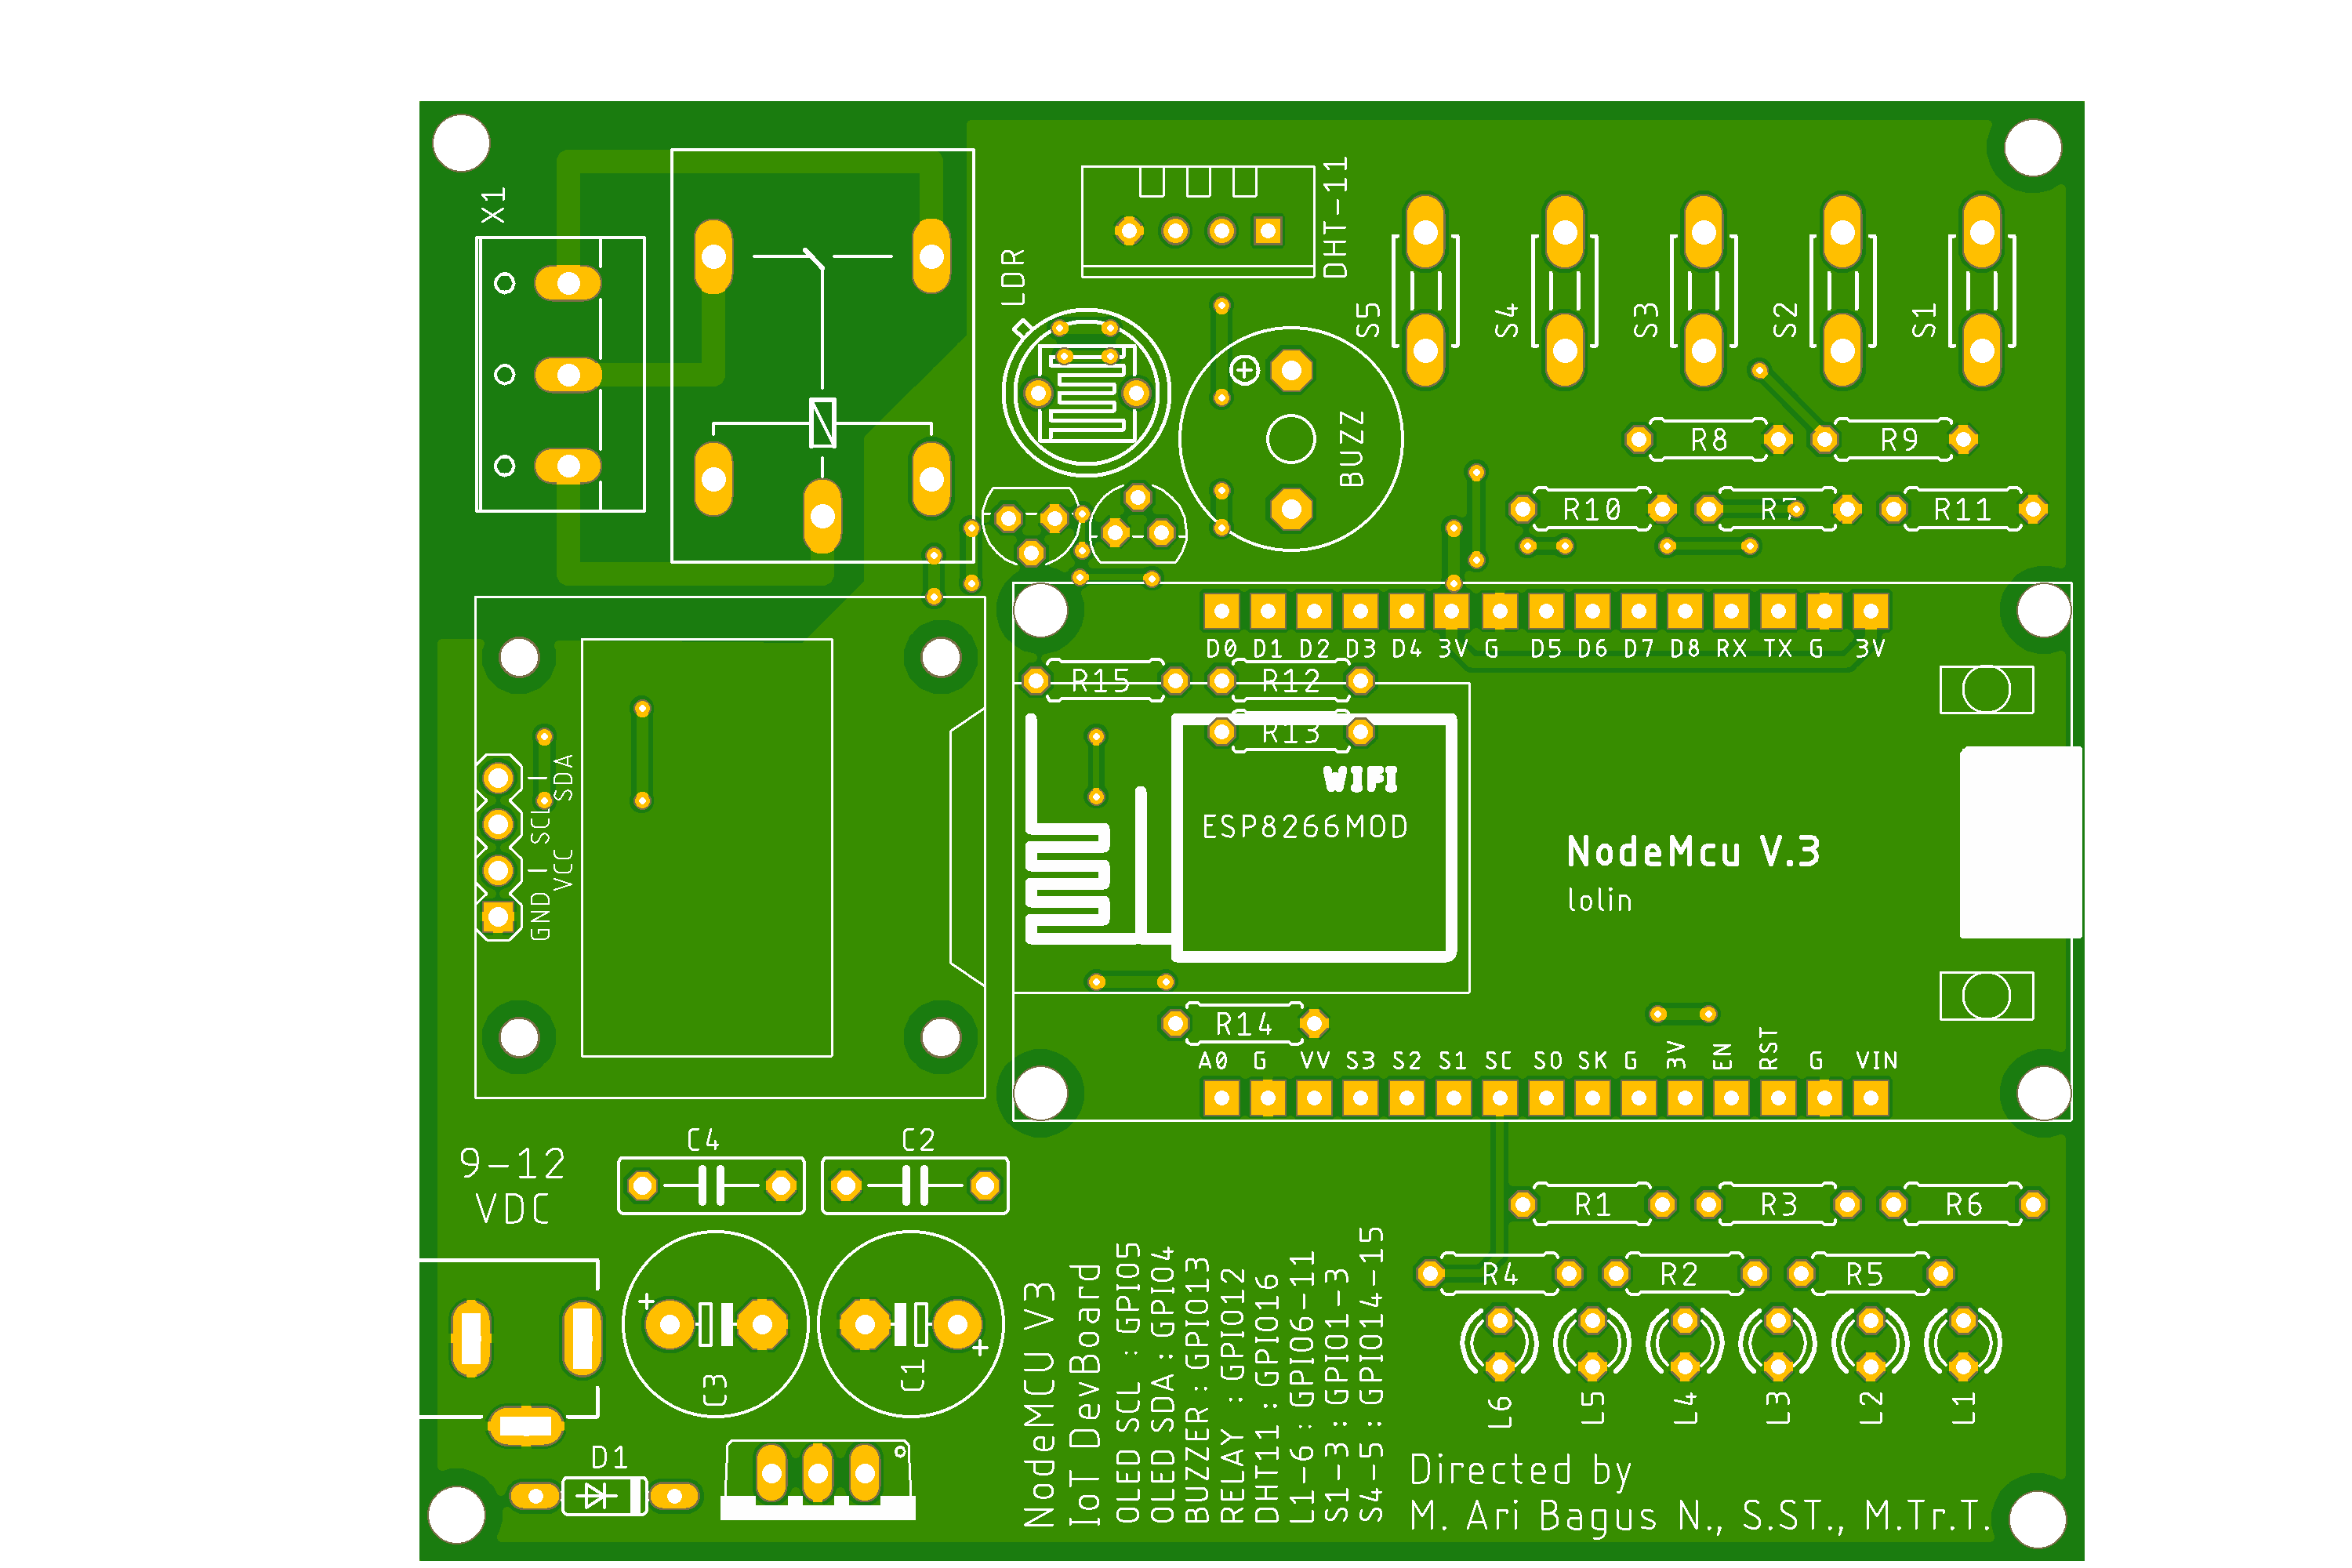 X1
LDR
DHT-11
S5
S4
S3
S2
S1
BUZZ
R8
R9
R10
R7
R11
D0 D1 D2 D3 D4 3V G D5 D6 D7 D8 RX TX G 3V
R15
R12
R13
WIFI
ESP8266MOD
NodeMcu V.3
lolin
GND | SCL |
VCC SDA
R14
A0 G VV S3 S2 S1 SC SO SK G 3V EN RST G VIN
C4
C2
9-12
VDC
R1
R3
R6
R4
R2
R5
+
C3
C1
+
D1
NodeMCU V3
IoT DevBoard
OLED SCL : GPIO5
OLED SDA : GPIO4
BUZZER : GPIO13
RELAY : GPIO12
DHT11 : GPIO16
L1-6 : GPIO6-11
S1-3 : GPIO1-3
S4-5 : GPIO14-15
L6
L5
L4
L3
L2
L1
Directed by
M. Ari Bagus N., S.ST., M.Tr.T.